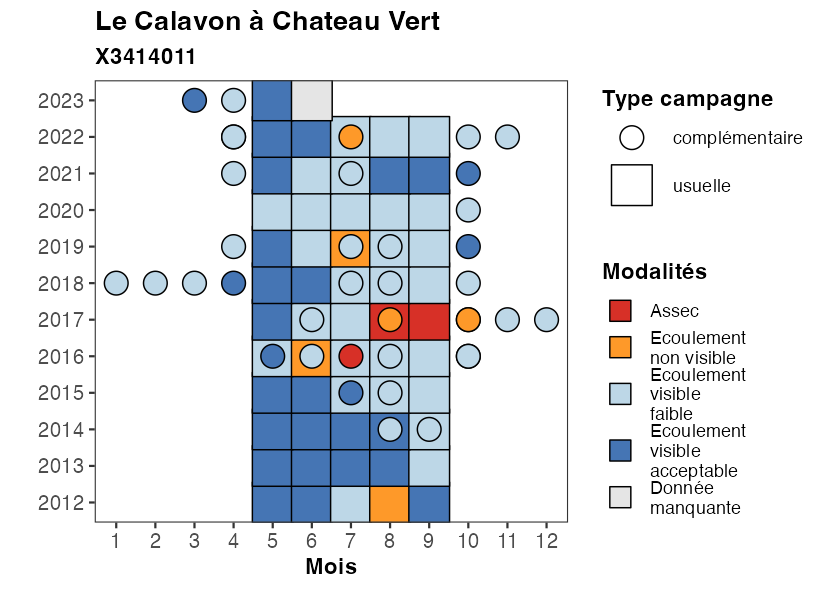 Le Calavon à Chateau Vert
X3414011
2023
2022
2021
2020
2019
2018
2017
2016
2015
2014
2013
2012
1 2 3 4 5 6 7 8 9 10 11 12
Mois
Type campagne
complémentaire
usuelle
Modalités
Assec
Ecoulement
non visible
Ecoulement
visible
faible
Ecoulement
visible
acceptable
Donnée
manquante